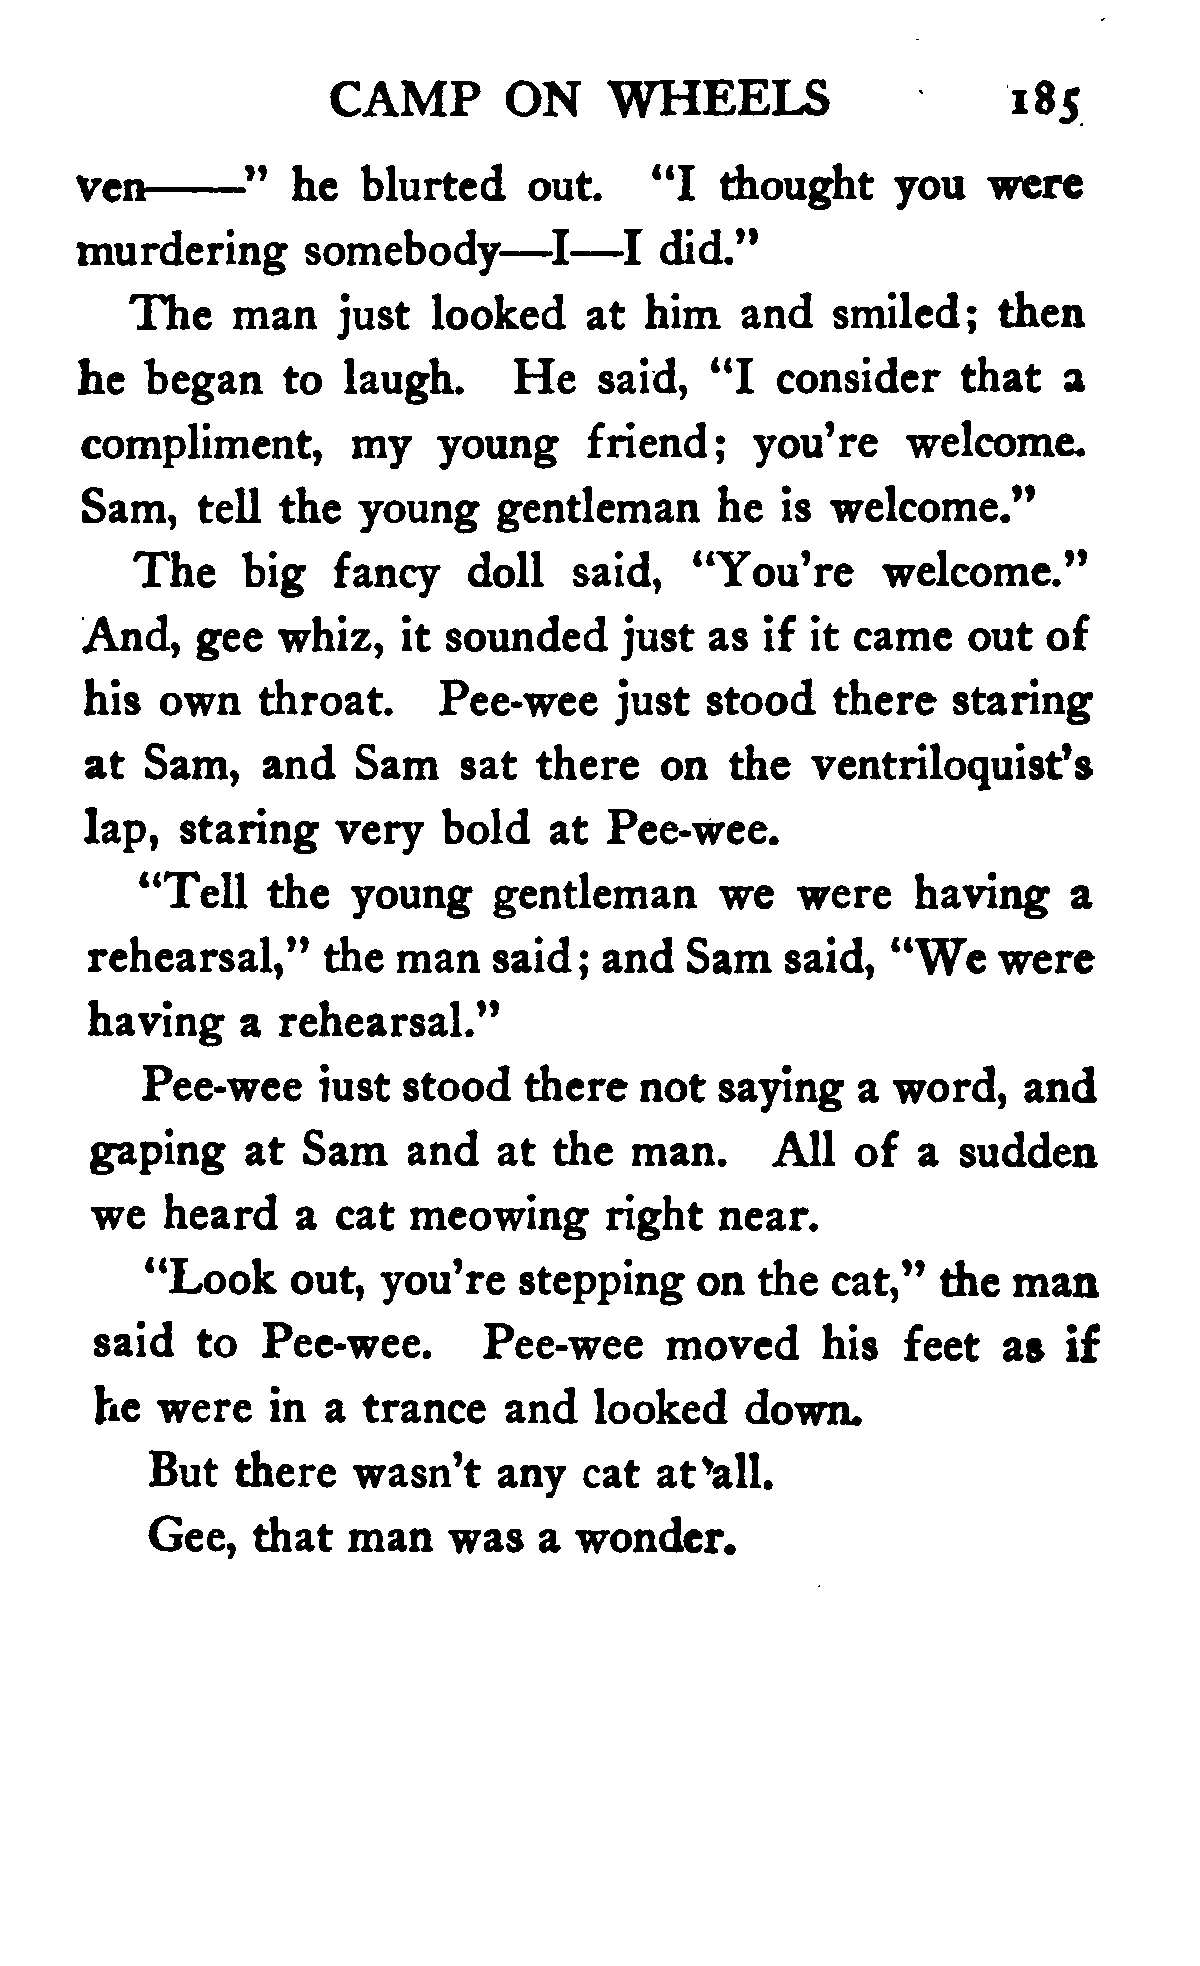 CAMP ON WHEELS 185
ven——" he blurted out. "I thought you were
murdering somebody—I—I did."
The man just looked at him and smiled; then
he began to laugh. He said, "I consider that a
compliment, my young friend; you're welcome.
Sam, tell the young gentleman he is welcome."
The big fancy doll said, "You're welcome."
And, gee whiz, it sounded just as if it came out of
his own throat. Pee-wee just stood there staring
at Sam, and Sam sat there on the ventriloquist's
lap, staring very bold at Pee-wee.
"Tell the young gentleman we were having a
rehearsal," the man said; and Sam said, "We were
having a rehearsal."
Pee-wee just stood there not saying a word, and
gaping at Sam and at the man. All of a sudden
we heard a cat meowing right near.
"Look out, you're stepping on the cat," the man
said to Pee-wee. Pee-wee moved his feet as if
he were in a trance and looked down.
But there wasn't any cat at all.
Gee, that man was a wonder.